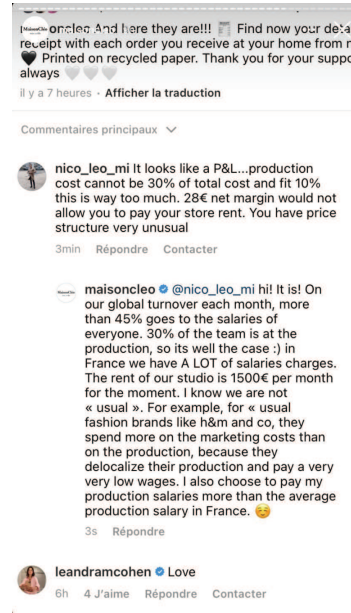 oncleo And here they are!!! Find now your deta
receipt with each order you receive at your home from n
🖤 Printed on recycled paper. Thank you for your suppo
always 🤍🤍🤍
il y a 7 heures · Afficher la traduction
Commentaires principaux
nico_leo_mi It looks like a P&L...production
cost cannot be 30% of total cost and fit 10%
this is way too much. 28€ net margin would not
allow you to pay your store rent. You have price
structure very unusual
3min Répondre Contacter
maisoncleo @nico_leo_mi hi! It is! On
our global turnover each month, more
than 45% goes to the salaries of
everyone. 30% of the team is at the
production, so its well the case :) in
France we have A LOT of salaries charges.
The rent of our studio is 1500€ per month
for the moment. I know we are not
« usual ». For example, for « usual
fashion brands like h&m and co, they
spend more on the marketing costs than
on the production, because they
delocalize their production and pay a very
very low wages. I also choose to pay my
production salaries more than the average
production salary in France. ☺️
3s Répondre
leandramcohen Love
6h 4 J'aime Répondre Contacter